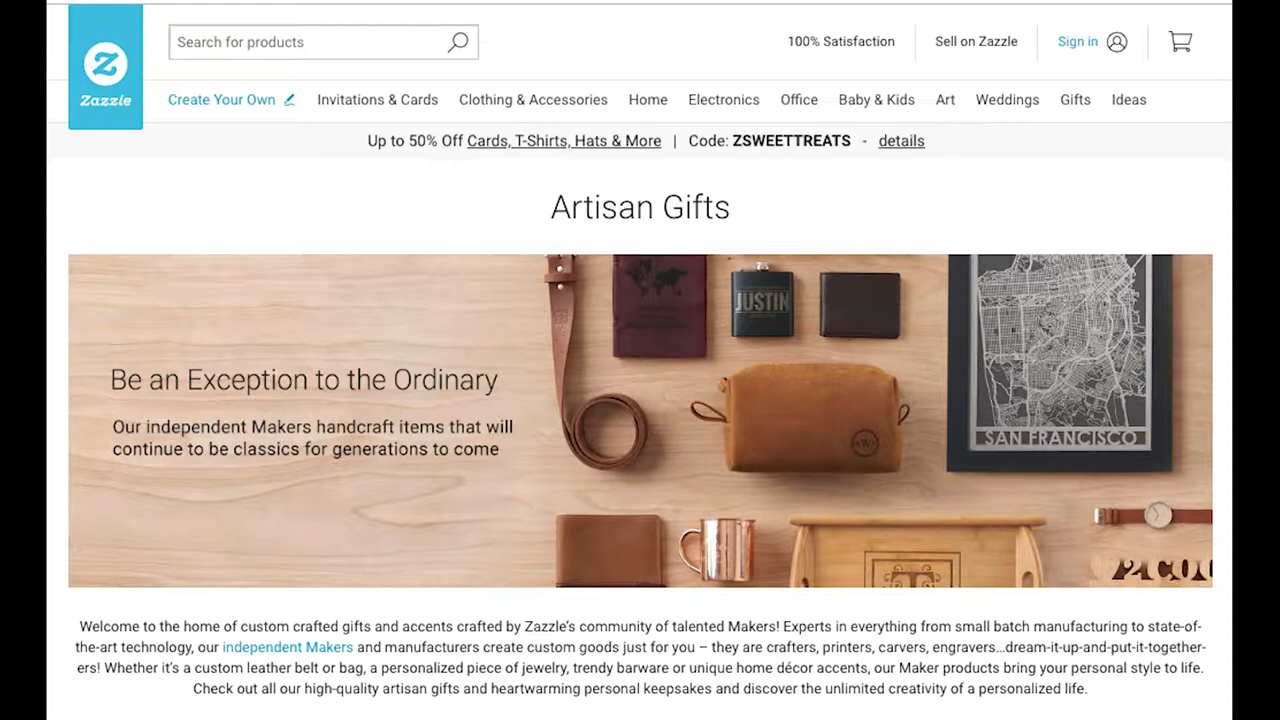 Search for products
100% Satisfaction
Sell on Zazzle
Sign in
Z
Zazzle
Create Your Own
Invitations & Cards
Clothing & Accessories
Home
Electronics
Office
Baby & Kids
Art
Weddings
Gifts
Ideas
Up to 50% Off Cards, T-Shirts, Hats & More | Code: ZSWEETTREATS - details
Artisan Gifts
JUSTIN
Be an Exception to the Ordinary
Our independent Makers handcraft items that will
continue to be classics for generations to come
W
SAN FRANCISCO
Welcome to the home of custom crafted gifts and accents crafted by Zazzle's community of talented Makers! Experts in everything from small batch manufacturing to state-of-
the-art technology, our independent Makers and manufacturers create custom goods just for you – they are crafters, printers, carvers, engravers...dream-it-up-and-put-it-together-
ers! Whether it's a custom leather belt or bag, a personalized piece of jewelry, trendy barware or unique home décor accents, our Maker products bring your personal style to life.
Check out all our high-quality artisan gifts and heartwarming personal keepsakes and discover the unlimited creativity of a personalized life.